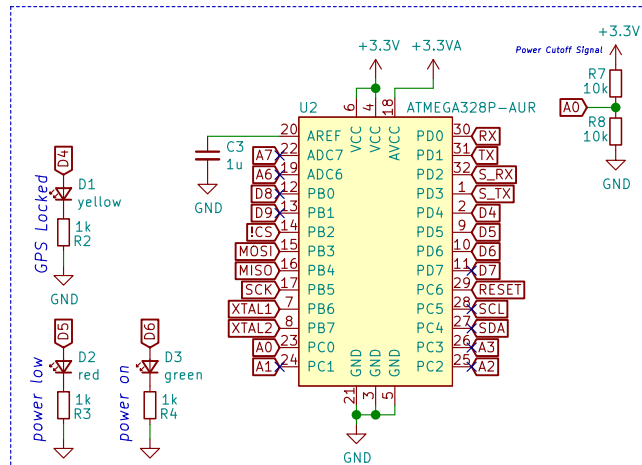 +3.3V
+3.3VA
+3.3V
Power Cutoff Signal
U2
ATMEGA328P-AUR
R7
10k
A0
R8
10k
GND
6
4
18
VCC
VCC
AVCC
20
AREF
PD0
30
RX
C3
1u
GND
A7
22
ADC7
PD1
31
TX
A6
19
ADC6
PD2
32
S_RX
D8
12
PB0
PD3
1
S_TX
D9
13
PB1
PD4
2
D4
!CS
14
PB2
PD5
9
D5
MOSI
15
PB3
PD6
10
D6
MISO
16
PB4
PD7
11
D7
SCK
17
PB5
PC6
29
RESET
XTAL1
7
PB6
PC5
28
SCL
XTAL2
8
PB7
PC4
27
SDA
A0
23
PC0
PC3
26
A3
A1
24
PC1
PC2
25
A2
GND
GND
GND
21
3
5
GND
GPS Locked
D4
D1
yellow
1k
R2
GND
power low
D5
D2
red
1k
R3
power on
D6
D3
green
1k
R4